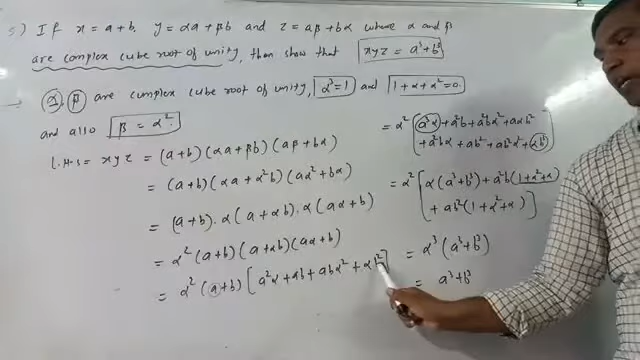 5) If x = a+b, y = αa+βb and z = aβ+bα where α and β
are complex cube root of unity, then show that xyz = a³+b³
→ α, β are complex cube root of unity, α³=1 and 1+α+α²=0.
and also β = α².
L.H.S = xyz = (a+b)(αa+βb)(aβ+bα)
= (a+b)(αa+α²b)(aα²+bα)
= (a+b).α(a+αb).α(aα+b)
= α²(a+b)(a+αb)(aα+b)
= α²(a+b)[a²α+ab+abα²+αb²]
= α²[a³α+a²b+a²bα²+aαb²
+a²bα+ab²+ab²α²+αb³]
= α²[α(a³+b³)+a²b(1+α²+α)
+ab²(1+α²+α)]
= α³(a³+b³)
= a³+b³